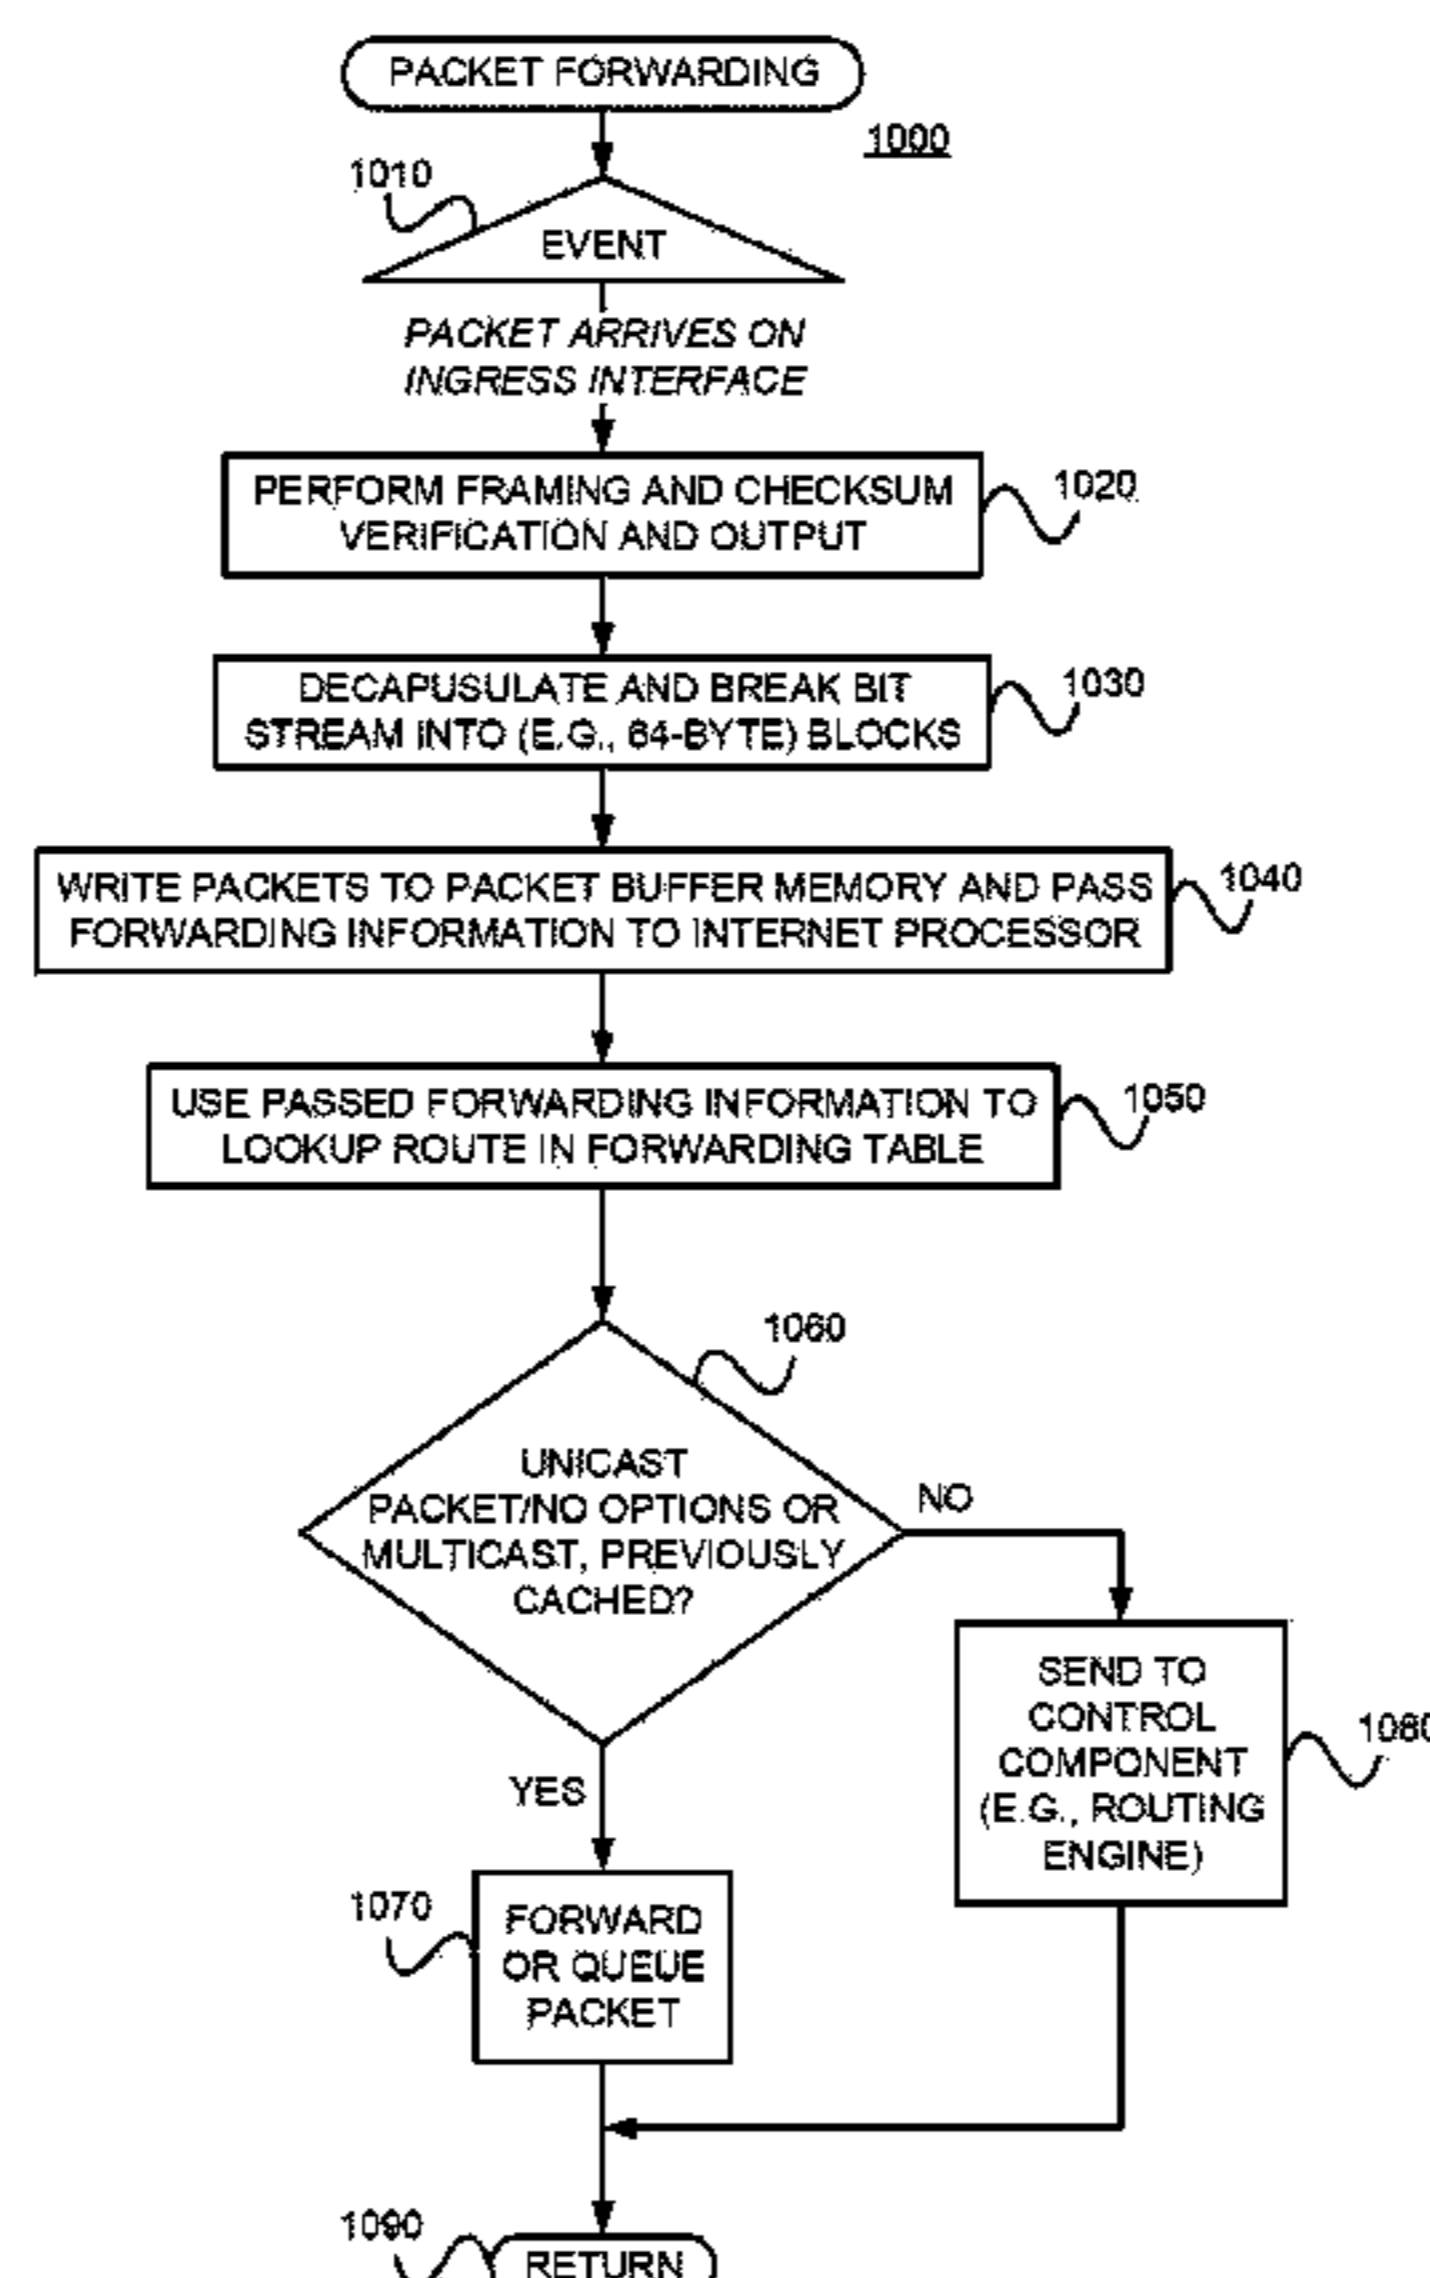 PACKET FORWARDING
1000
1010
EVENT
PACKET ARRIVES ON
INGRESS INTERFACE
PERFORM FRAMING AND CHECKSUM
VERIFICATION AND OUTPUT
1020
DECAPUSULATE AND BREAK BIT
STREAM INTO (E.G., 64-BYTE) BLOCKS
1030
WRITE PACKETS TO PACKET BUFFER MEMORY AND PASS
FORWARDING INFORMATION TO INTERNET PROCESSOR
1040
USE PASSED FORWARDING INFORMATION TO
LOOKUP ROUTE IN FORWARDING TABLE
1050
1060
UNICAST
PACKET/NO OPTIONS OR
MULTICAST, PREVIOUSLY
CACHED?
NO
YES
SEND TO
CONTROL
COMPONENT
(E.G., ROUTING
ENGINE)
1080
1070
FORWARD
OR QUEUE
PACKET
1090
RETURN